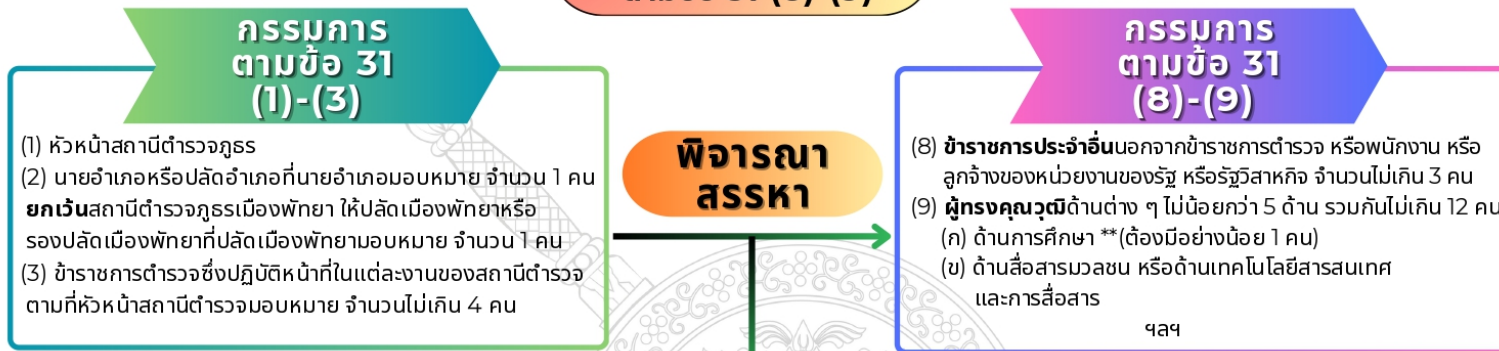 กรรมการ
ตามข้อ 31
(1)-(3)
(1) หัวหน้าสถานีตำรวจภูธร
(2) นายอำเภอหรือปลัดอำเภอที่นายอำเภอมอบหมาย จำนวน 1 คน
ยกเว้นสถานีตำรวจภูธรเมืองพัทยา ให้ปลัดเมืองพัทยาหรือ
รองปลัดเมืองพัทยาที่ปลัดเมืองพัทยามอบหมาย จำนวน 1 คน
(3) ข้าราชการตำรวจซึ่งปฏิบัติหน้าที่ในแต่ละงานของสถานีตำรวจ
ตามที่หัวหน้าสถานีตำรวจมอบหมาย จำนวนไม่เกิน 4 คน
พิจารณา
สรรหา
กรรมการ
ตามข้อ 31
(8)-(9)
(8) ข้าราชการประจำอื่นนอกจากข้าราชการตำรวจ หรือพนักงาน หรือ
ลูกจ้างของหน่วยงานของรัฐ หรือรัฐวิสาหกิจ จำนวนไม่เกิน 3 คน
(9) ผู้ทรงคุณวุฒิด้านต่าง ๆ ไม่น้อยกว่า 5 ด้าน รวมกันไม่เกิน 12 คน
(ก) ด้านการศึกษา **(ต้องมีอย่างน้อย 1 คน)
(ข) ด้านสื่อสารมวลชน หรือด้านเทคโนโลยีสารสนเทศ
และการสื่อสาร
ฯลฯ